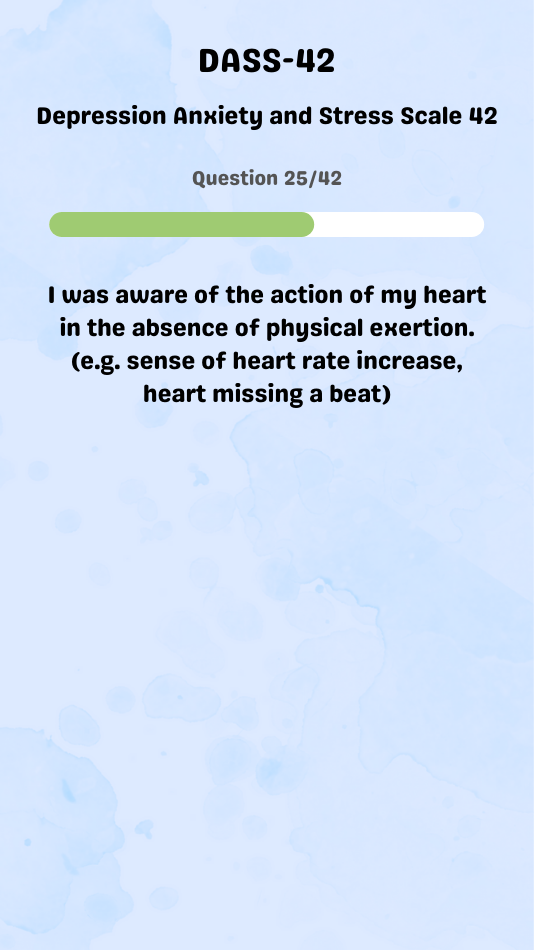 DASS-42
Depression Anxiety and Stress Scale 42
Question 25/42
I was aware of the action of my heart
in the absence of physical exertion.
(e.g. sense of heart rate increase,
heart missing a beat)